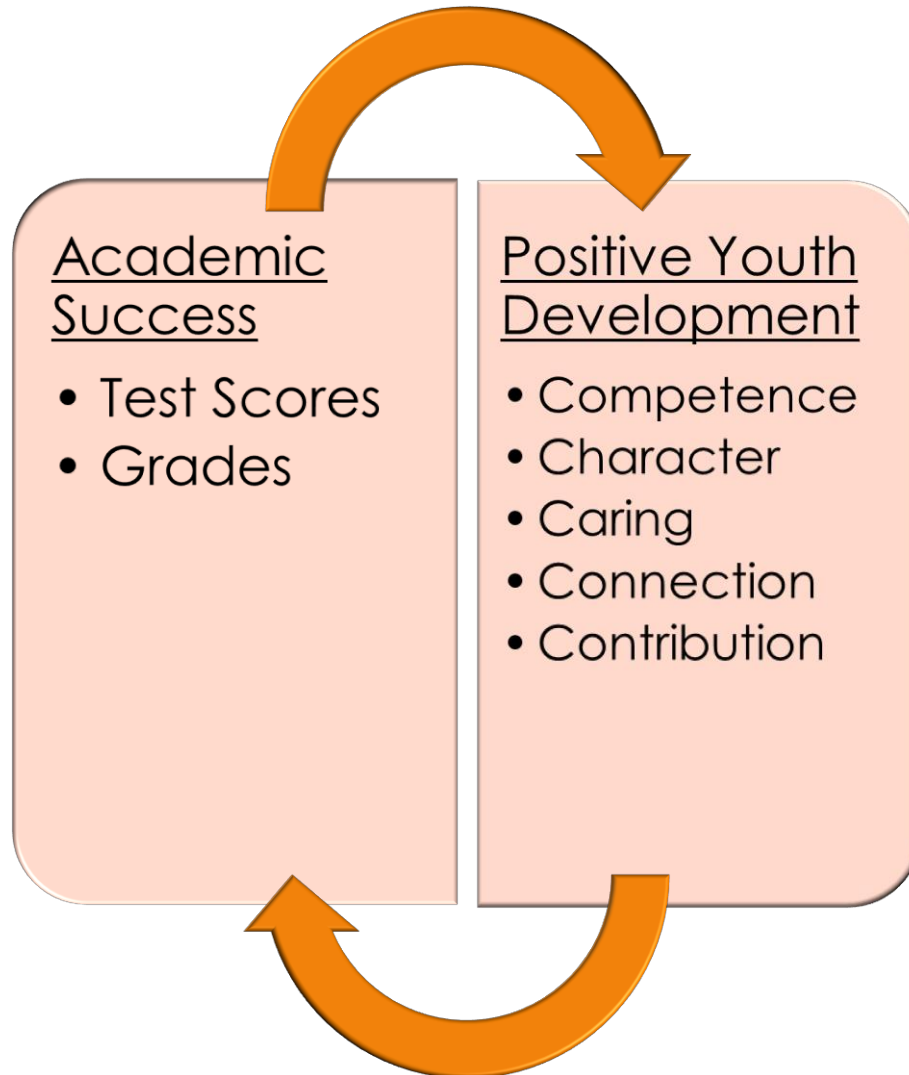 Academic
Success
• Test Scores
• Grades
Positive Youth
Development
• Competence
• Character
• Caring
• Connection
• Contribution